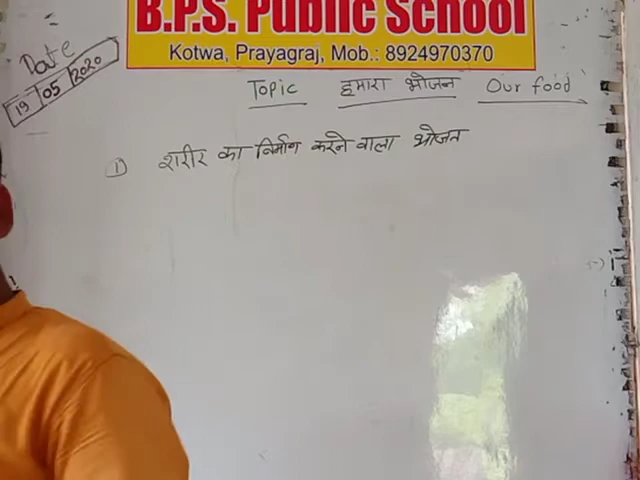 B.P.S. Public School
Kotwa, Prayagraj, Mob.: 8924970370
Date
19 05 2020
Topic हमारा भोजन Our food
① शरीर का निर्माण करने वाला भोजन